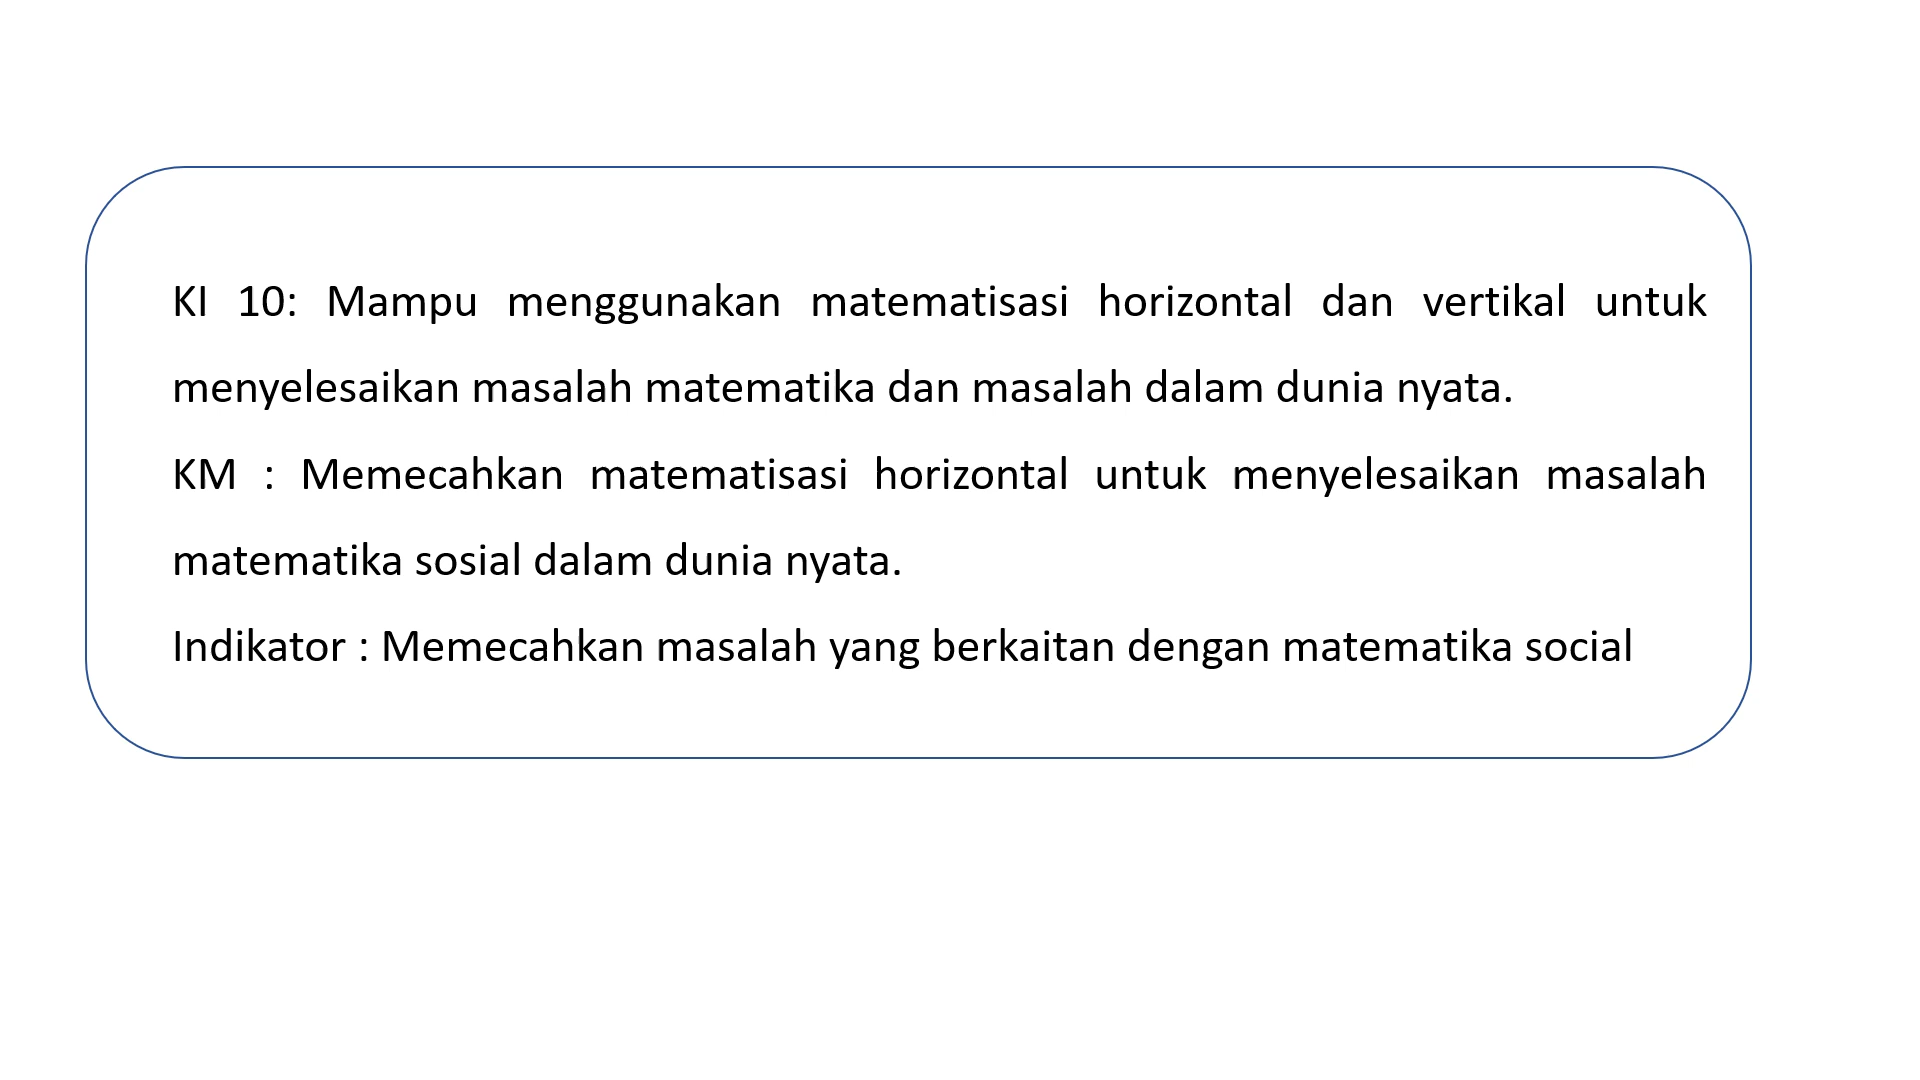 KI 10: Mampu menggunakan matematisasi horizontal dan vertikal untuk
menyelesaikan masalah matematika dan masalah dalam dunia nyata.
KM : Memecahkan matematisasi horizontal untuk menyelesaikan masalah
matematika sosial dalam dunia nyata.
Indikator : Memecahkan masalah yang berkaitan dengan matematika social